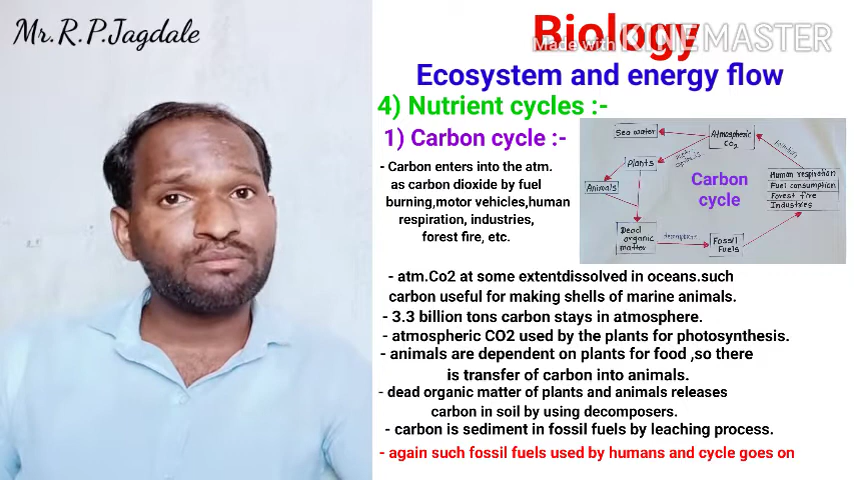 Mr.R.P.Jagdale
Biology
Made with KINEMASTER
Ecosystem and energy flow
4) Nutrient cycles :-
1) Carbon cycle :-
- Carbon enters into the atm.
as carbon dioxide by fuel
burning,motor vehicles,human
respiration, industries,
forest fire, etc.
Sea water
Atmospheric
CO2
Plants
Animals
Carbon
cycle
Human respiration
Fuel consumption
Forest fire
Industries
Dead
organic
matter
Fossil
Fuels
- atm.Co2 at some extentdissolved in oceans.such
carbon useful for making shells of marine animals.
- 3.3 billion tons carbon stays in atmosphere.
- atmospheric CO2 used by the plants for photosynthesis.
- animals are dependent on plants for food ,so there
is transfer of carbon into animals.
- dead organic matter of plants and animals releases
carbon in soil by using decomposers.
- carbon is sediment in fossil fuels by leaching process.
- again such fossil fuels used by humans and cycle goes on